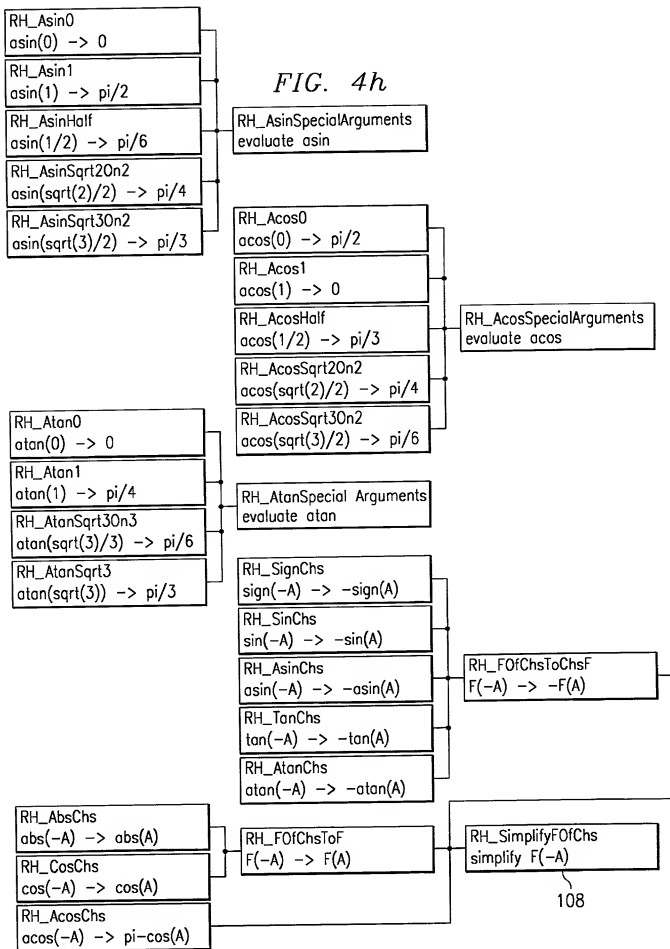 RH_Asin0
asin(0) -> 0
RH_Asin1
asin(1) -> pi/2
FIG. 4h
RH_AsinHalf
asin(1/2) -> pi/6
RH_AsinSpecialArguments
evaluate asin
RH_AsinSqrt2On2
asin(sqrt(2)/2) -> pi/4
RH_AsinSqrt3On2
asin(sqrt(3)/2) -> pi/3
RH_Acos0
acos(0) -> pi/2
RH_Acos1
acos(1) -> 0
RH_AcosHalf
acos(1/2) -> pi/3
RH_AcosSpecialArguments
evaluate acos
RH_AcosSqrt2On2
acos(sqrt(2)/2) -> pi/4
RH_AcosSqrt3On2
acos(sqrt(3)/2) -> pi/6
RH_Atan0
atan(0) -> 0
RH_Atan1
atan(1) -> pi/4
RH_AtanSpecial Arguments
evaluate atan
RH_AtanSqrt3On3
atan(sqrt(3)/3) -> pi/6
RH_AtanSqrt3
atan(sqrt(3)) -> pi/3
RH_SignChs
sign(-A) -> -sign(A)
RH_SinChs
sin(-A) -> -sin(A)
RH_AsinChs
asin(-A) -> -asin(A)
RH_FOfChsToChsF
F(-A) -> -F(A)
RH_TanChs
tan(-A) -> -tan(A)
RH_AtanChs
atan(-A) -> -atan(A)
RH_AbsChs
abs(-A) -> abs(A)
RH_FOfChsToF
F(-A) -> F(A)
RH_SimplifyFOfChs
simplify F(-A)
RH_CosChs
cos(-A) -> cos(A)
108
RH_AcosChs
acos(-A) -> pi-cos(A)